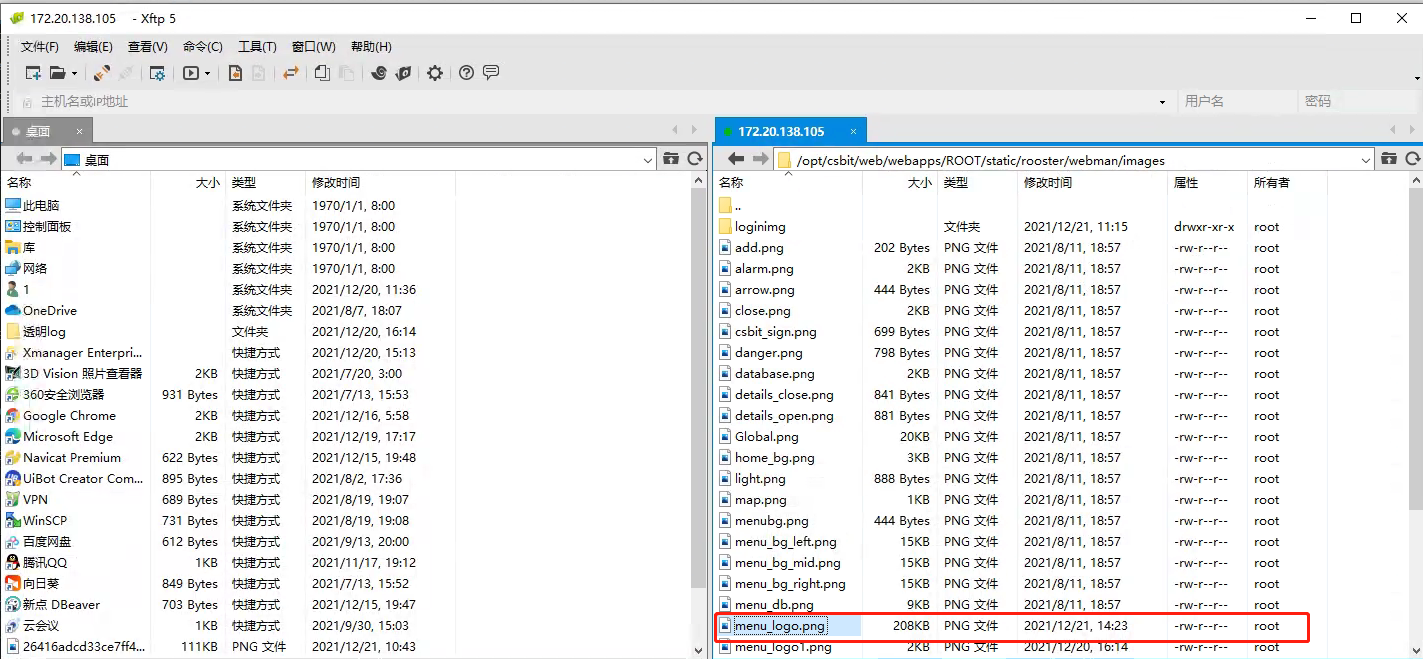 172.20.138.105 - Xftp 5
文件(F) 编辑(E) 查看(V) 命令(C) 工具(T) 窗口(W) 帮助(H)
主机名或IP地址 用户名 密码
桌面
桌面
名称 大小 类型 修改时间
此电脑 系统文件夹 1970/1/1, 8:00
控制面板 系统文件夹 1970/1/1, 8:00
库 系统文件夹 1970/1/1, 8:00
网络 系统文件夹 1970/1/1, 8:00
1 系统文件夹 2021/12/20, 11:36
OneDrive 系统文件夹 2021/8/7, 18:07
透明log 文件夹 2021/12/20, 16:14
Xmanager Enterpri... 快捷方式 2021/12/20, 15:13
3D Vision 照片查看器 2KB 快捷方式 2021/7/20, 3:00
360安全浏览器 931 Bytes 快捷方式 2021/7/13, 15:53
Google Chrome 2KB 快捷方式 2021/12/16, 5:58
Microsoft Edge 2KB 快捷方式 2021/12/19, 17:17
Navicat Premium 622 Bytes 快捷方式 2021/12/15, 19:48
UiBot Creator Com... 895 Bytes 快捷方式 2021/8/2, 17:36
VPN 689 Bytes 快捷方式 2021/8/19, 19:07
WinSCP 731 Bytes 快捷方式 2021/8/19, 19:08
百度网盘 612 Bytes 快捷方式 2021/9/13, 20:00
腾讯QQ 1KB 快捷方式 2021/11/17, 19:12
向日葵 849 Bytes 快捷方式 2021/7/13, 15:52
新点 DBeaver 703 Bytes 快捷方式 2021/12/15, 19:47
云会议 1KB 快捷方式 2021/9/30, 15:03
26416adcd33ce7ff4... 111KB PNG 文件 2021/12/21, 10:43
172.20.138.105
/opt/csbit/web/webapps/ROOT/static/rooster/webman/images
名称 大小 类型 修改时间 属性 所有者
..
loginimg 文件夹 2021/12/21, 11:15 drwxr-xr-x root
add.png 202 Bytes PNG 文件 2021/8/11, 18:57 -rw-r--r-- root
alarm.png 2KB PNG 文件 2021/8/11, 18:57 -rw-r--r-- root
arrow.png 444 Bytes PNG 文件 2021/8/11, 18:57 -rw-r--r-- root
close.png 2KB PNG 文件 2021/8/11, 18:57 -rw-r--r-- root
csbit_sign.png 699 Bytes PNG 文件 2021/8/11, 18:57 -rw-r--r-- root
danger.png 798 Bytes PNG 文件 2021/8/11, 18:57 -rw-r--r-- root
database.png 2KB PNG 文件 2021/8/11, 18:57 -rw-r--r-- root
details_close.png 841 Bytes PNG 文件 2021/8/11, 18:57 -rw-r--r-- root
details_open.png 881 Bytes PNG 文件 2021/8/11, 18:57 -rw-r--r-- root
Global.png 20KB PNG 文件 2021/8/11, 18:57 -rw-r--r-- root
home_bg.png 3KB PNG 文件 2021/8/11, 18:57 -rw-r--r-- root
light.png 888 Bytes PNG 文件 2021/8/11, 18:57 -rw-r--r-- root
map.png 1KB PNG 文件 2021/8/11, 18:57 -rw-r--r-- root
menubg.png 444 Bytes PNG 文件 2021/8/11, 18:57 -rw-r--r-- root
menu_bg_left.png 15KB PNG 文件 2021/8/11, 18:57 -rw-r--r-- root
menu_bg_mid.png 15KB PNG 文件 2021/8/11, 18:57 -rw-r--r-- root
menu_bg_right.png 15KB PNG 文件 2021/8/11, 18:57 -rw-r--r-- root
menu_db.png 9KB PNG 文件 2021/8/11, 18:57 -rw-r--r-- root
menu_logo.png 208KB PNG 文件 2021/12/21, 14:23 -rw-r--r-- root
menu_logo1.png 2KB PNG 文件 2021/12/20, 16:14 -rw-r--r-- root